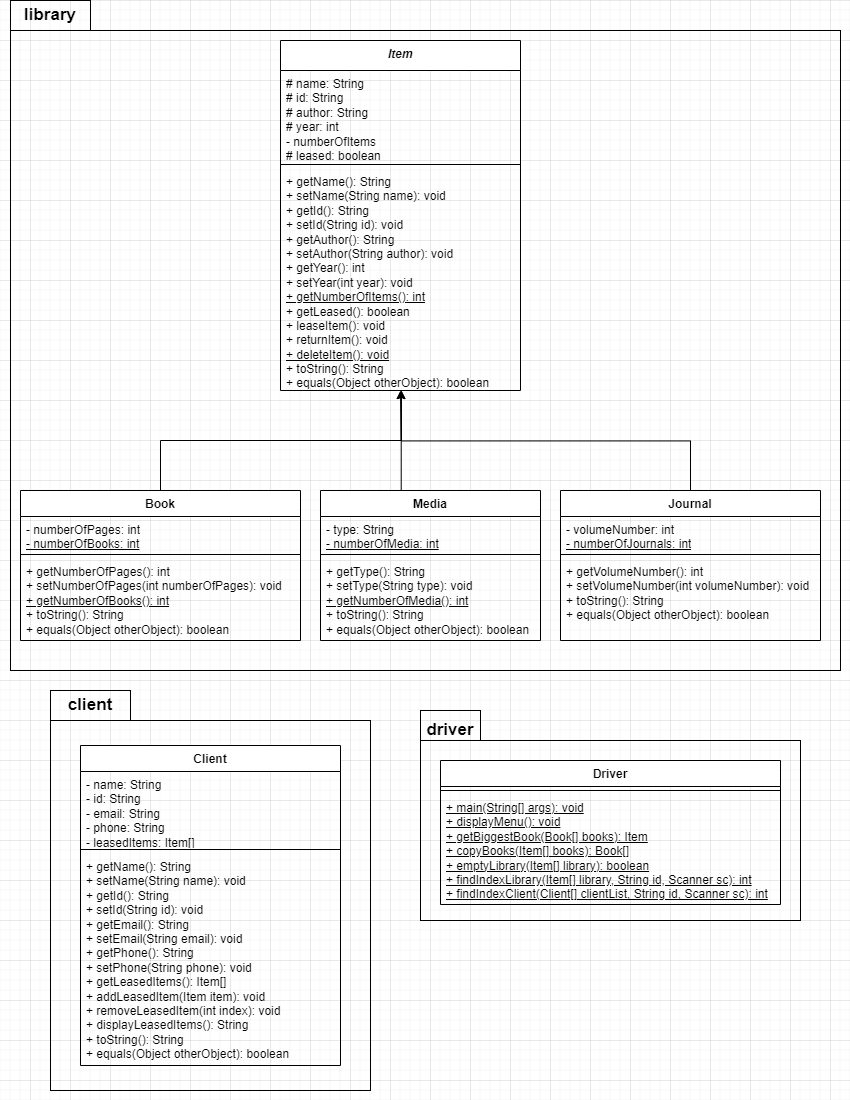 library
Item
# name: String
# id: String
# author: String
# year: int
- numberOfItems
# leased: boolean
+ getName(): String
+ setName(String name): void
+ getId(): String
+ setId(String id): void
+ getAuthor(): String
+ setAuthor(String author): void
+ getYear(): int
+ setYear(int year): void
+ getNumberOfItems(): int
+ getLeased(): boolean
+ leaseItem(): void
+ returnItem(): void
+ deleteItem(): void
+ toString(): String
+ equals(Object otherObject): boolean
Book
- numberOfPages: int
- numberOfBooks: int
+ getNumberOfPages(): int
+ setNumberOfPages(int numberOfPages): void
+ getNumberOfBooks(): int
+ toString(): String
+ equals(Object otherObject): boolean
Media
- type: String
- numberOfMedia: int
+ getType(): String
+ setType(String type): void
+ getNumberOfMedia(): int
+ toString(): String
+ equals(Object otherObject): boolean
Journal
- volumeNumber: int
- numberOfJournals: int
+ getVolumeNumber(): int
+ setVolumeNumber(int volumeNumber): void
+ toString(): String
+ equals(Object otherObject): boolean
client
Client
- name: String
- id: String
- email: String
- phone: String
- leasedItems: Item[]
+ getName(): String
+ setName(String name): void
+ getId(): String
+ setId(String id): void
+ getEmail(): String
+ setEmail(String email): void
+ getPhone(): String
+ setPhone(String phone): void
+ getLeasedItems(): Item[]
+ addLeasedItem(Item item): void
+ removeLeasedItem(int index): void
+ displayLeasedItems(): String
+ toString(): String
+ equals(Object otherObject): boolean
driver
Driver
+ main(String[] args): void
+ displayMenu(): void
+ getBiggestBook(Book[] books): Item
+ copyBooks(Item[] books): Book[]
+ emptyLibrary(Item[] library): boolean
+ findIndexLibrary(Item[] library, String id, Scanner sc): int
+ findIndexClient(Client[] clientList, String id, Scanner sc): int